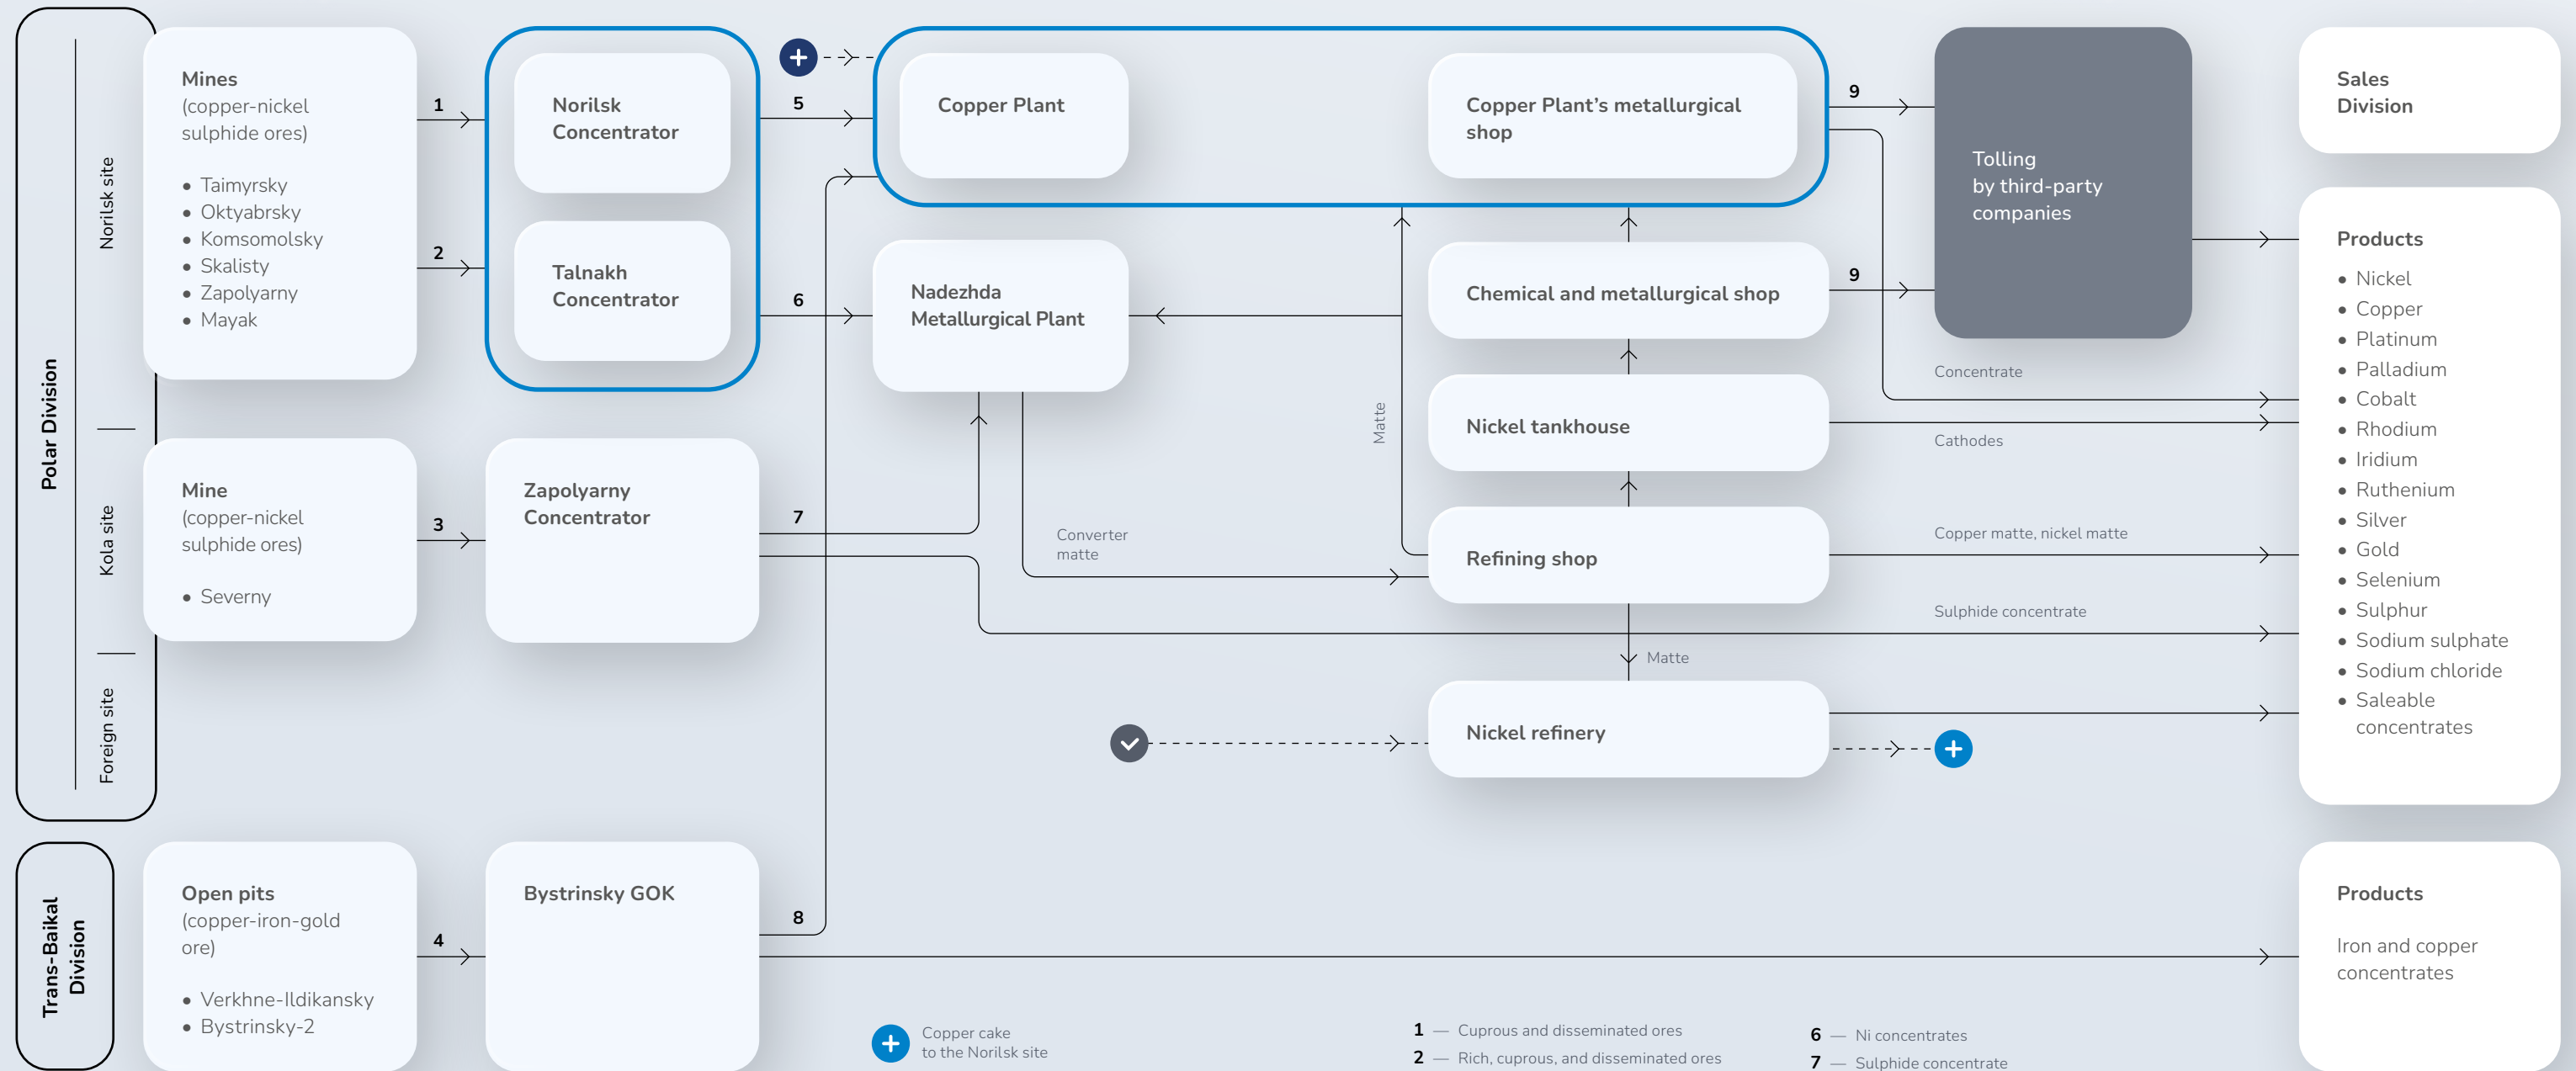 Polar Division
Norilsk site
Kola site
Foreign site
Mines
(copper-nickel
sulphide ores)
• Taimyrsky
• Oktyabrsky
• Komsomolsky
• Skalisty
• Zapolyarny
• Mayak
1
2
Norilsk
Concentrator
Talnakh
Concentrator
5
6
Copper Plant
Copper Plant’s metallurgical
shop
Nadezhda
Metallurgical Plant
Chemical and metallurgical shop
Nickel tankhouse
Refining shop
Nickel refinery
9
9
Tolling
by third-party
companies
Sales
Division
Products
• Nickel
• Copper
• Platinum
• Palladium
• Cobalt
• Rhodium
• Iridium
• Ruthenium
• Silver
• Gold
• Selenium
• Sulphur
• Sodium sulphate
• Sodium chloride
• Saleable
concentrates
Concentrate
Cathodes
Copper matte, nickel matte
Sulphide concentrate
Matte
Matte
Converter
matte
Mine
(copper-nickel
sulphide ores)
• Severny
3
Zapolyarny
Concentrator
7
Trans-Baikal
Division
Open pits
(copper-iron-gold
ore)
• Verkhne-Ildikansky
• Bystrinsky-2
4
Bystrinsky GOK
8
Products
Iron and copper
concentrates
Copper cake
to the Norilsk site
1 — Cuprous and disseminated ores
2 — Rich, cuprous, and disseminated ores
6 — Ni concentrates
7 — Sulphide concentrate